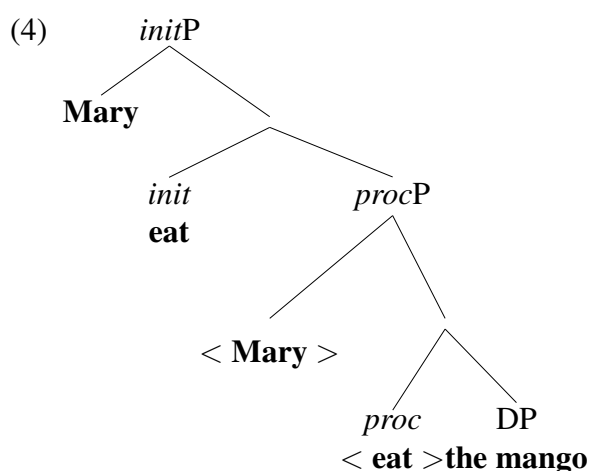 (4) initP
Mary
init procP
eat
< Mary >
proc DP
< eat >the mango